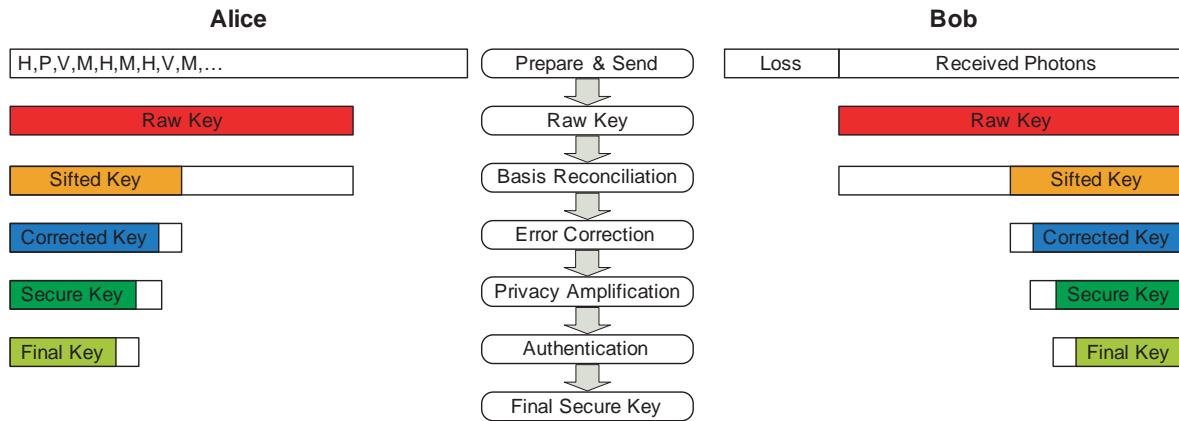 Alice
Bob
H,P,V,M,H,M,H,V,M,...
Prepare & Send
Loss
Received Photons
Raw Key
Raw Key
Raw Key
Sifted Key
Basis Reconciliation
Sifted Key
Corrected Key
Error Correction
Corrected Key
Secure Key
Privacy Amplification
Secure Key
Final Key
Authentication
Final Key
Final Secure Key